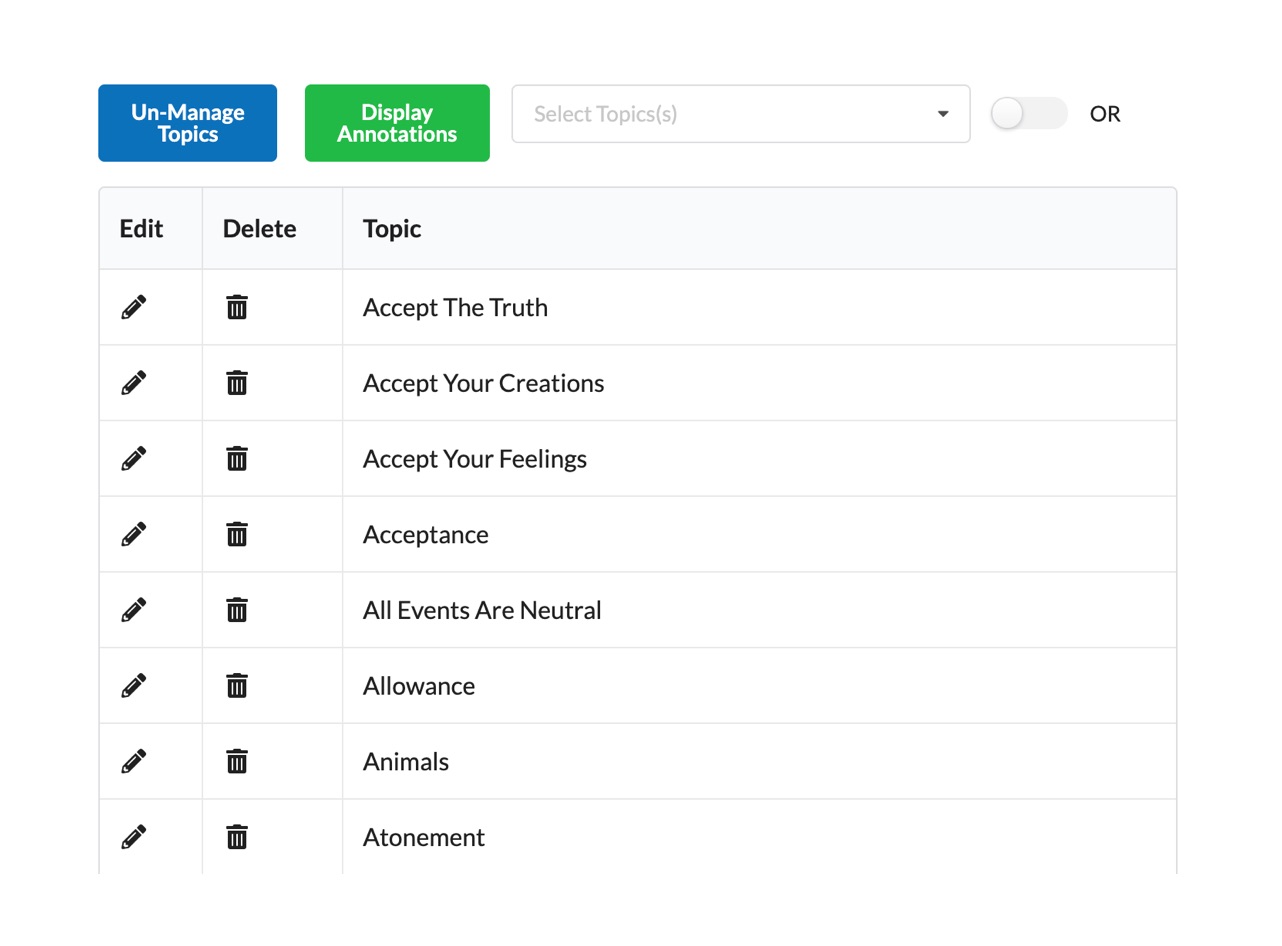 Un-Manage
Topics
Display
Annotations
Select Topics(s)
OR
Edit Delete Topic
Accept The Truth
Accept Your Creations
Accept Your Feelings
Acceptance
All Events Are Neutral
Allowance
Animals
Atonement